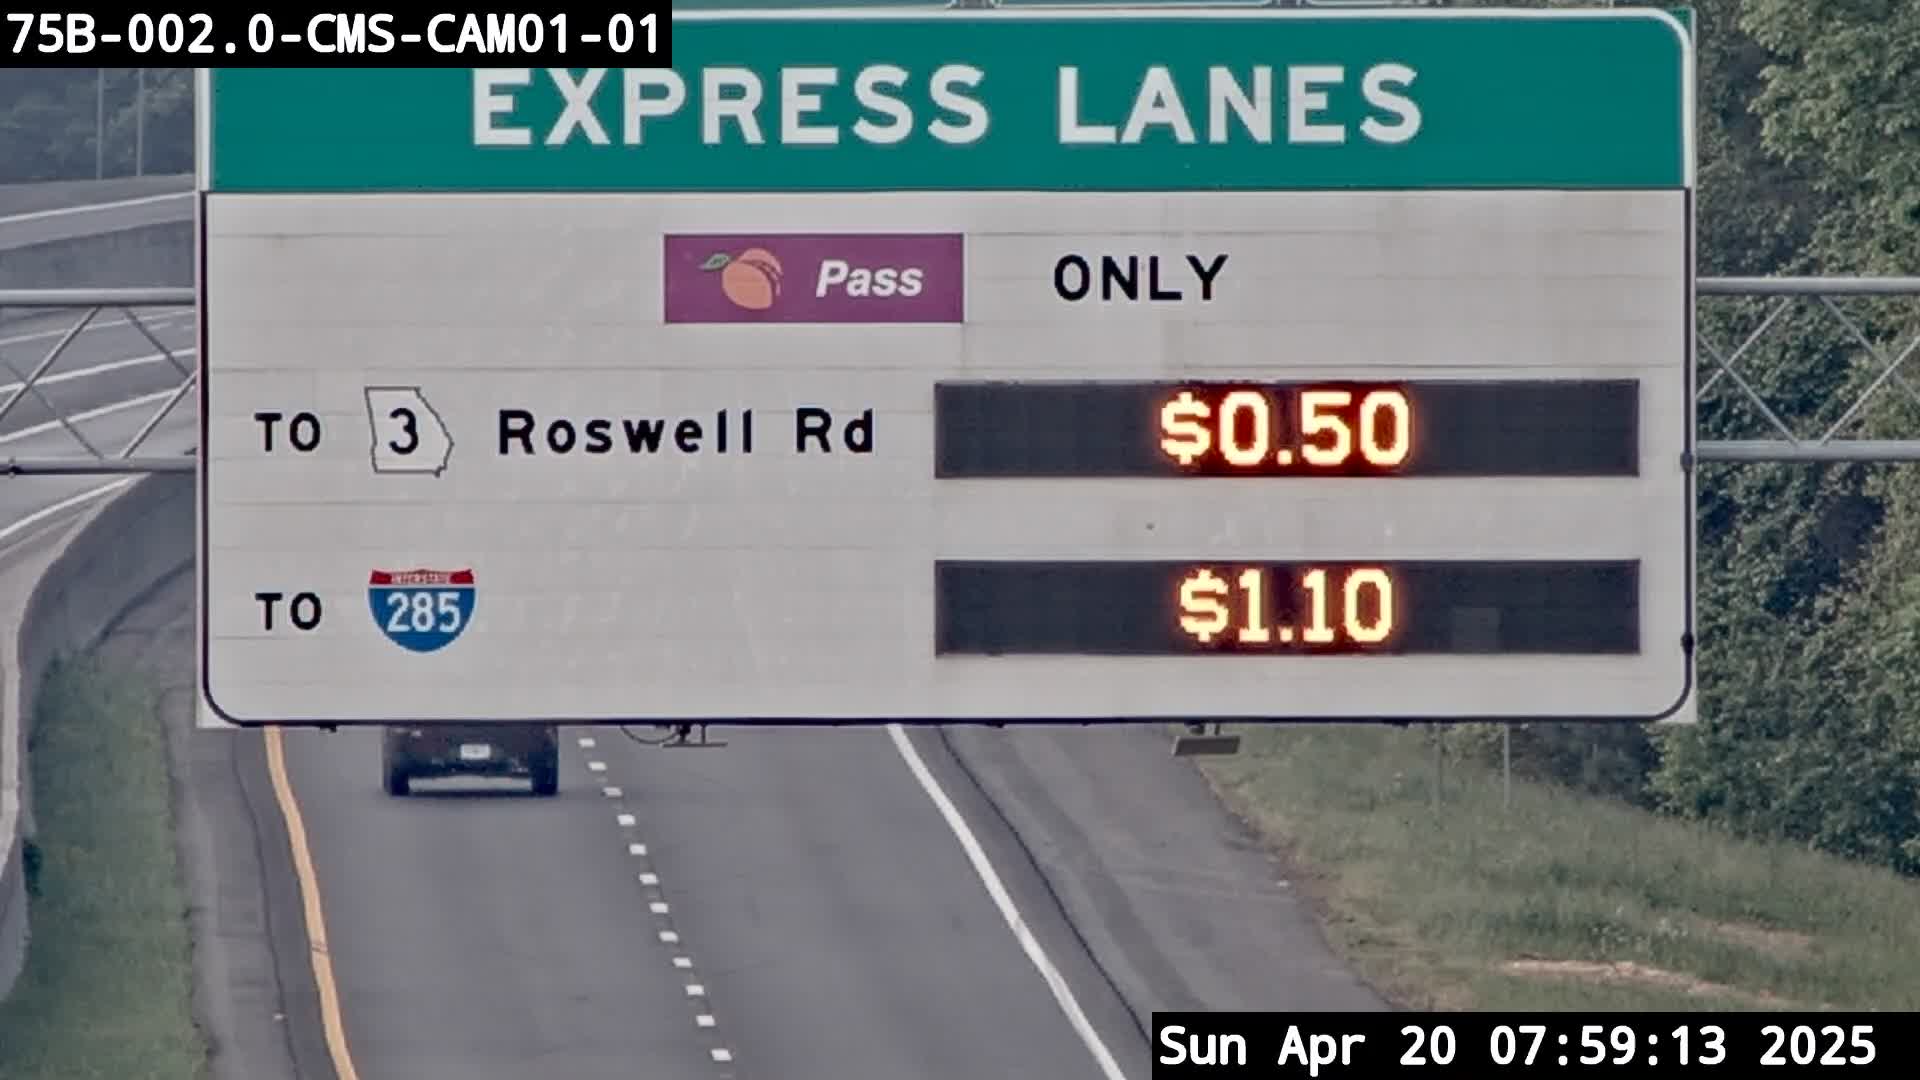 75B-002.0-CMS-CAM01-01
EXPRESS LANES
Pass ONLY
TO 3 Roswell Rd $0.50
TO 285 $1.10
Sun Apr 20 07:59:13 2025